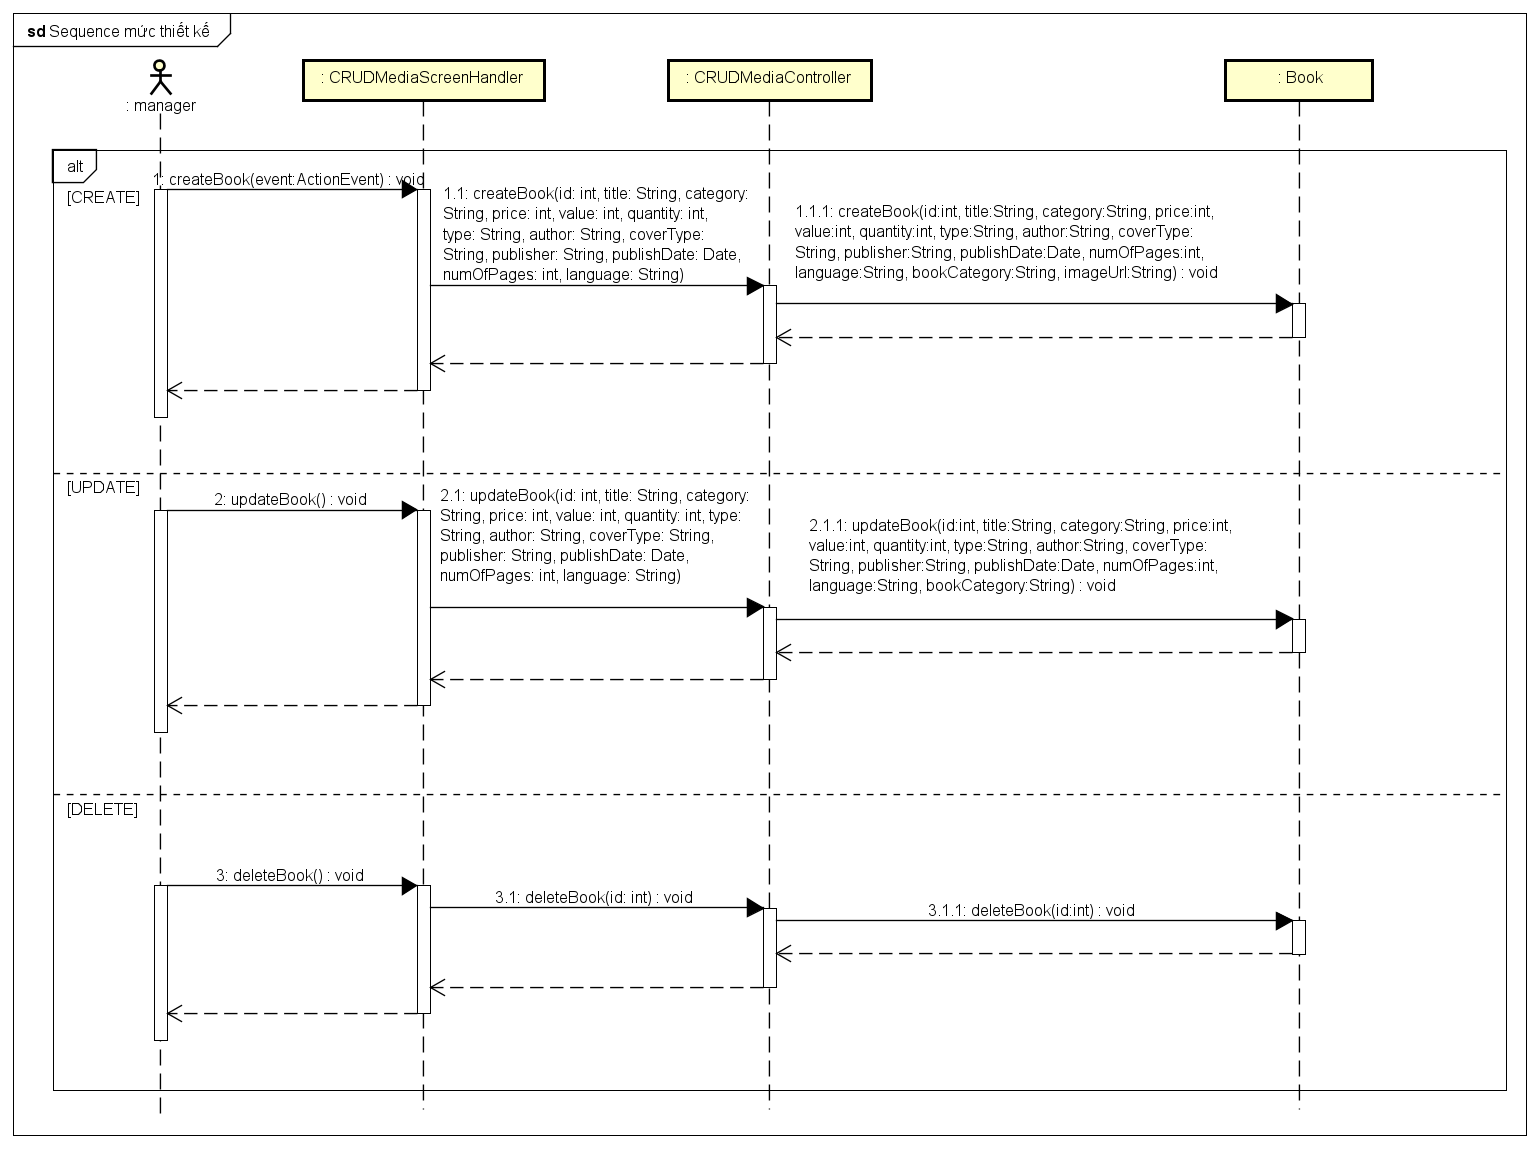 sd Sequence mức thiết kế
: manager
: CRUDMediaScreenHandler
: CRUDMediaController
: Book
alt
[CREATE]
1: createBook(event:ActionEvent) : void
1.1: createBook(id: int, title: String, category:
String, price: int, value: int, quantity: int,
type: String, author: String, coverType:
String, publisher: String, publishDate: Date,
numOfPages: int, language: String)
1.1.1: createBook(id:int, title:String, category:String, price:int,
value:int, quantity:int, type:String, author:String, coverType:
String, publisher:String, publishDate:Date, numOfPages:int,
language:String, bookCategory:String, imageUrl:String) : void
[UPDATE]
2: updateBook() : void
2.1: updateBook(id: int, title: String, category:
String, price: int, value: int, quantity: int, type:
String, author: String, coverType: String,
publisher: String, publishDate: Date,
numOfPages: int, language: String)
2.1.1: updateBook(id:int, title:String, category:String, price:int,
value:int, quantity:int, type:String, author:String, coverType:
String, publisher:String, publishDate:Date, numOfPages:int,
language:String, bookCategory:String) : void
[DELETE]
3: deleteBook() : void
3.1: deleteBook(id: int) : void
3.1.1: deleteBook(id:int) : void